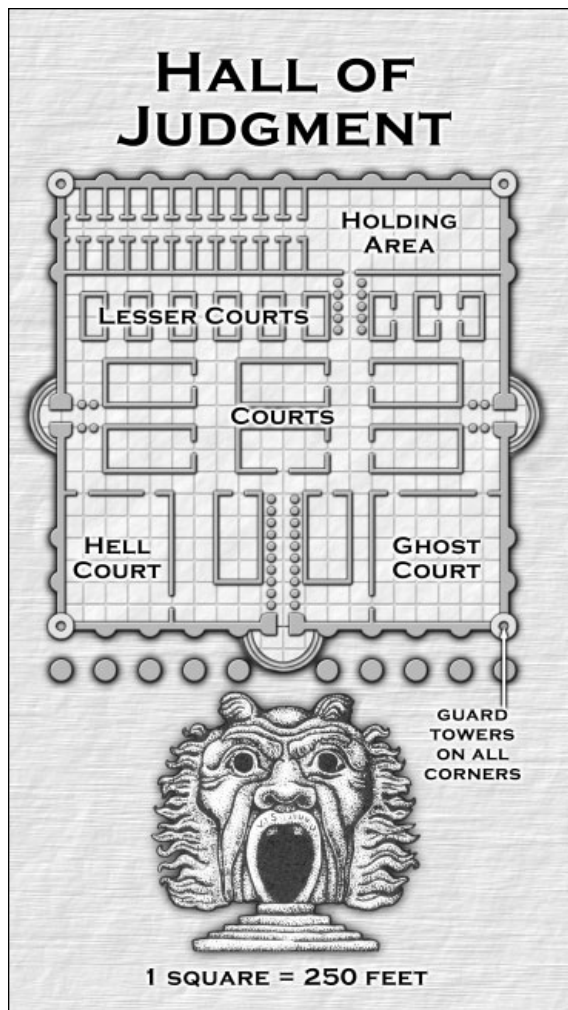 HALL OF
JUDGMENT
HOLDING
AREA
LESSER COURTS
COURTS
HELL
COURT
GHOST
COURT
GUARD
TOWERS
ON ALL
CORNERS
1 SQUARE = 250 FEET